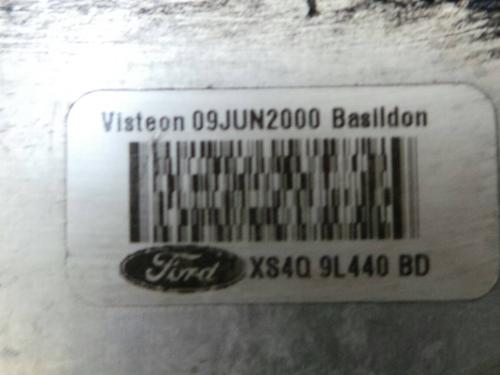 Visteon 09JUN2000 Basildon
Ford XS4Q 9L440 BD